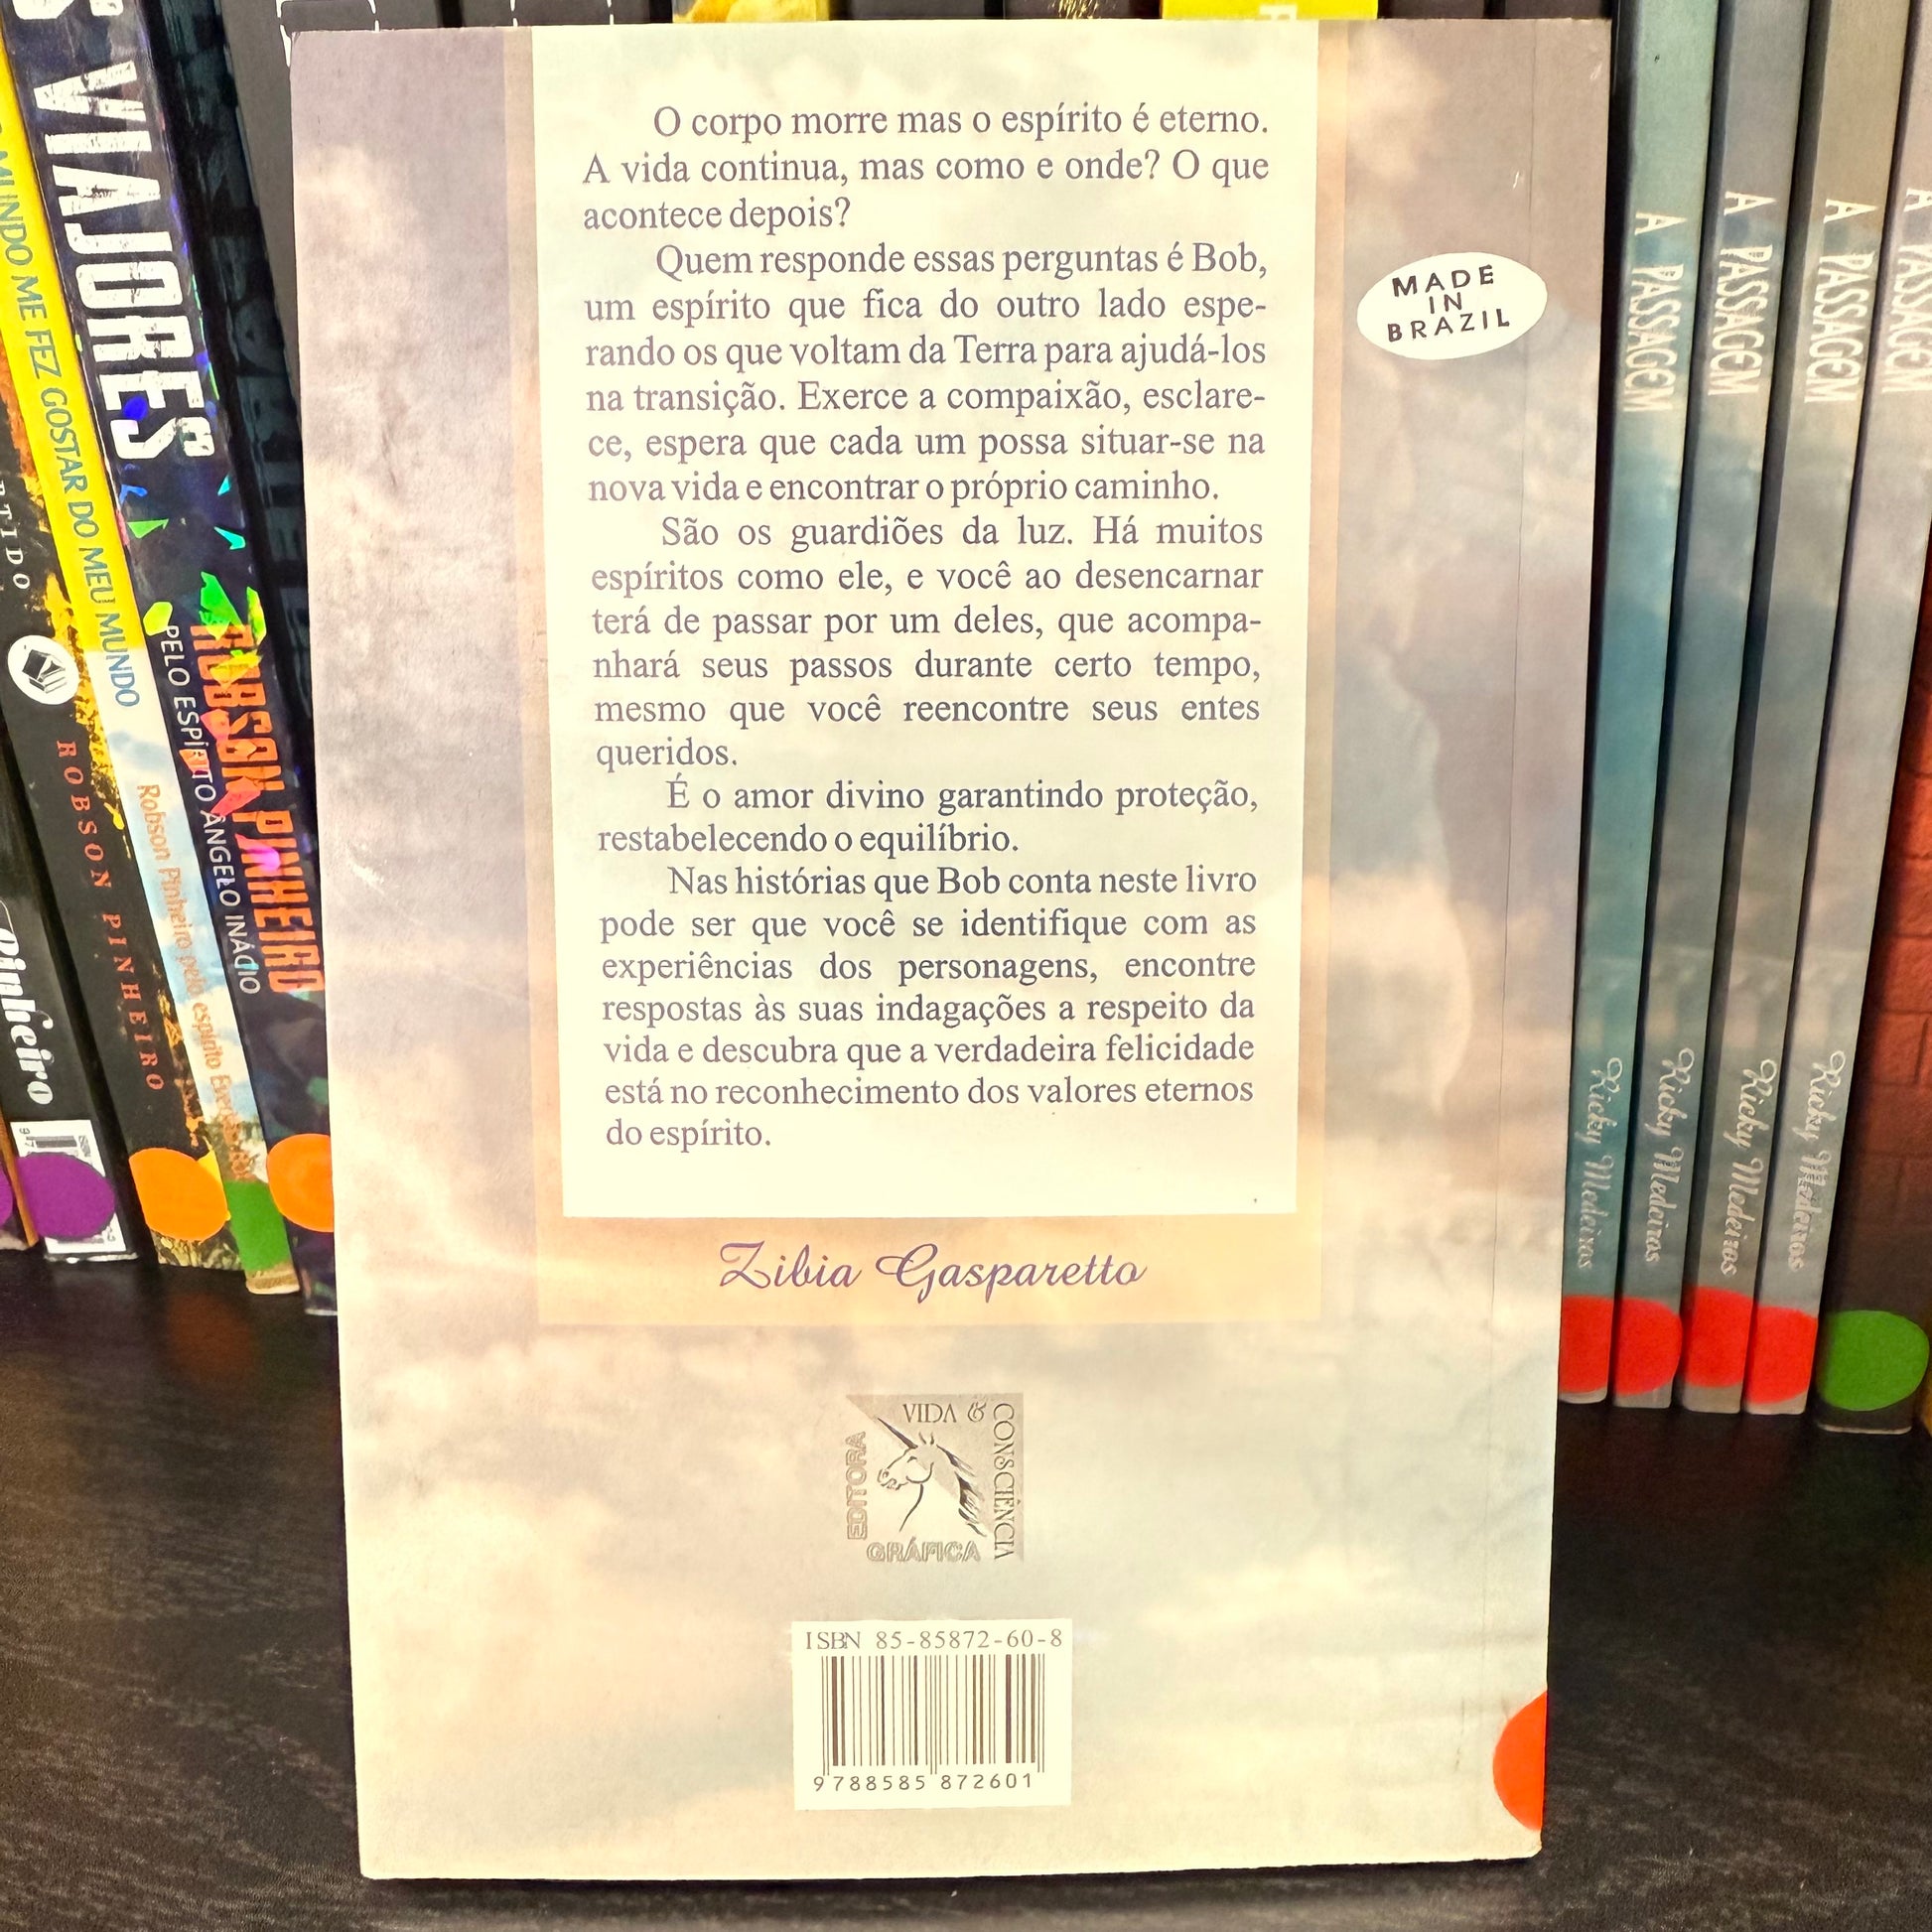 O corpo morre mas o espírito é eterno.
A vida continua, mas como e onde? O que
acontece depois?
Quem responde essas perguntas é Bob,
um espírito que fica do outro lado espe-
rando os que voltam da Terra para ajudá-los
na transição. Exerce a compaixão, esclare-
ce, espera que cada um possa situar-se na
nova vida e encontrar o próprio caminho.
São os guardiões da luz. Há muitos
espíritos como ele, e você ao desencarnar
terá de passar por um deles, que acompa-
nhará seus passos durante certo tempo,
mesmo que você reencontre seus entes
queridos.
É o amor divino garantindo proteção,
restabelecendo o equilíbrio.
Nas histórias que Bob conta neste livro
pode ser que você se identifique com as
experiências dos personagens, encontre
respostas às suas indagações a respeito da
vida e descubra que a verdadeira felicidade
está no reconhecimento dos valores eternos
do espírito.
Zibia Gasparetto
MADE
IN
BRAZIL
VIDA &
CONSCIÊNCIA
EDITORA
GRÁFICA
ISBN 85-85872-60-8
9 788585 872601
VIAJORES
ROBSON PINHEIRO
PELO ESPÍRITO ÂNGELO INÁCIO
MUNDO ME FEZ GOSTAR DO MEU MUNDO
Robson Pinheiro pelo espírito
ROBSON PINHEIRO
Pinheiro
A PASSAGEM
Ricky Medeiros
A PASSAGEM
Ricky Medeiros
A PASSAGEM
Ricky Medeiros
A PASSAGEM
Ricky Medeiros